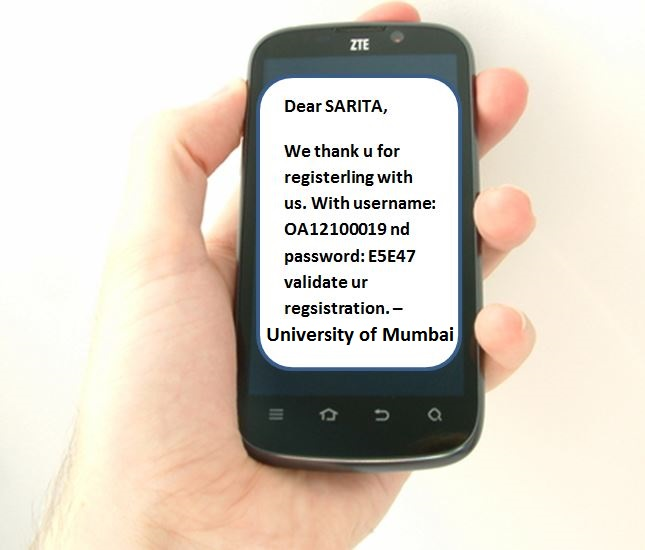 ZTE
Dear SARITA,
We thank u for
registerling with
us. With username:
OA12100019 nd
password: E5E47
validate ur
regsistration. –
University of Mumbai